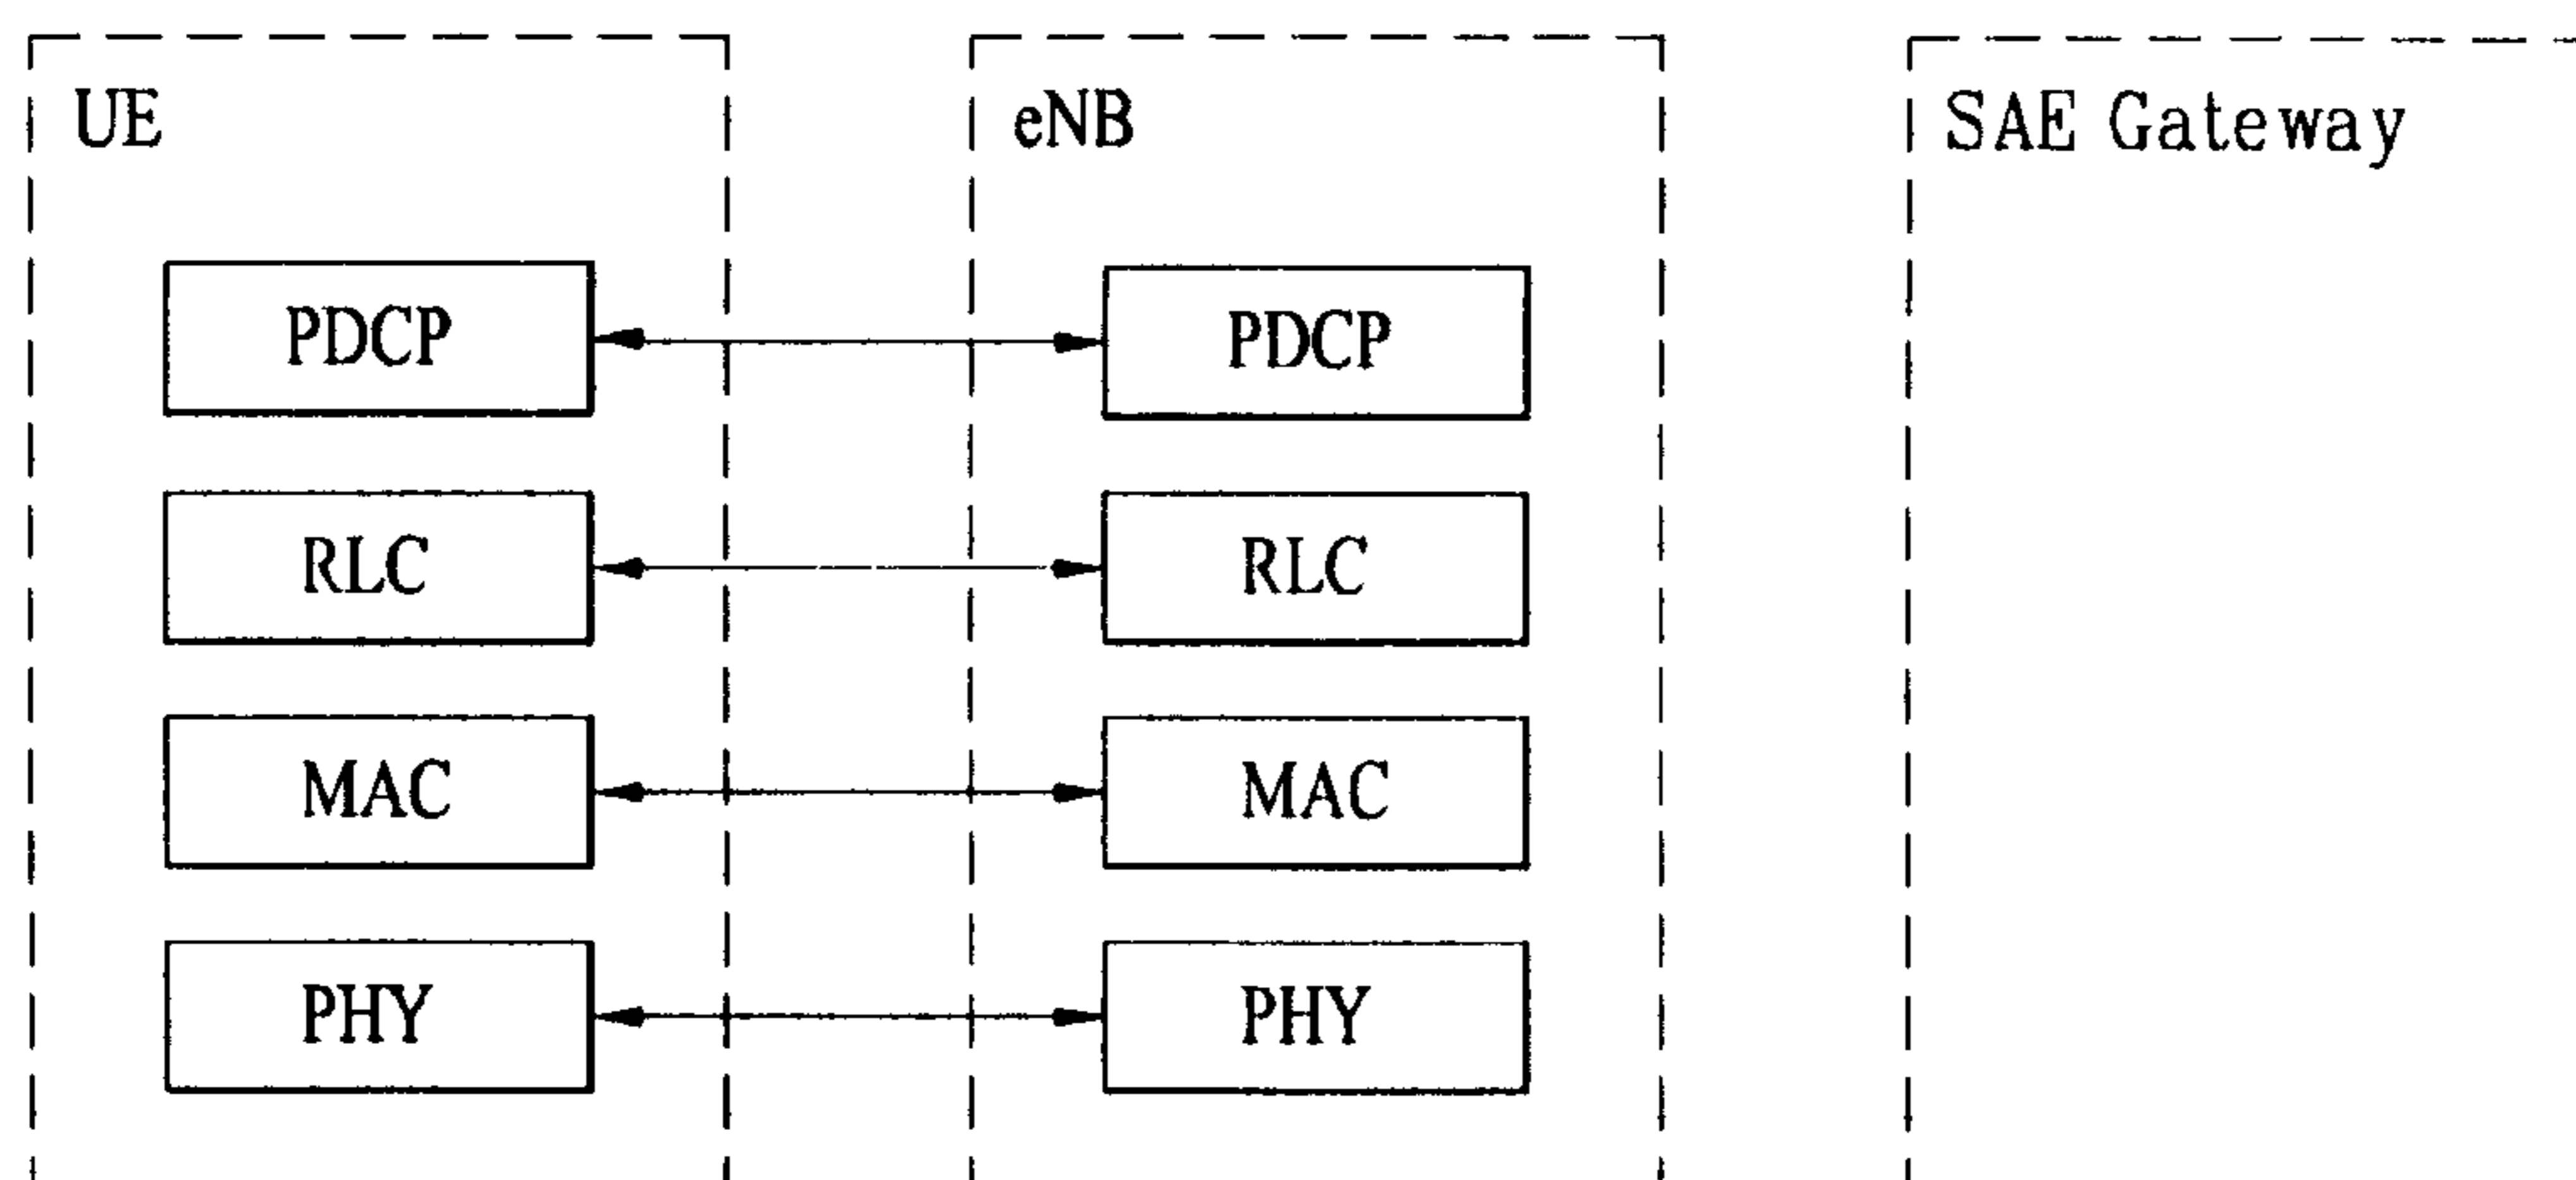 UE eNB SAE Gateway
PDCP PDCP
RLC RLC
MAC MAC
PHY PHY